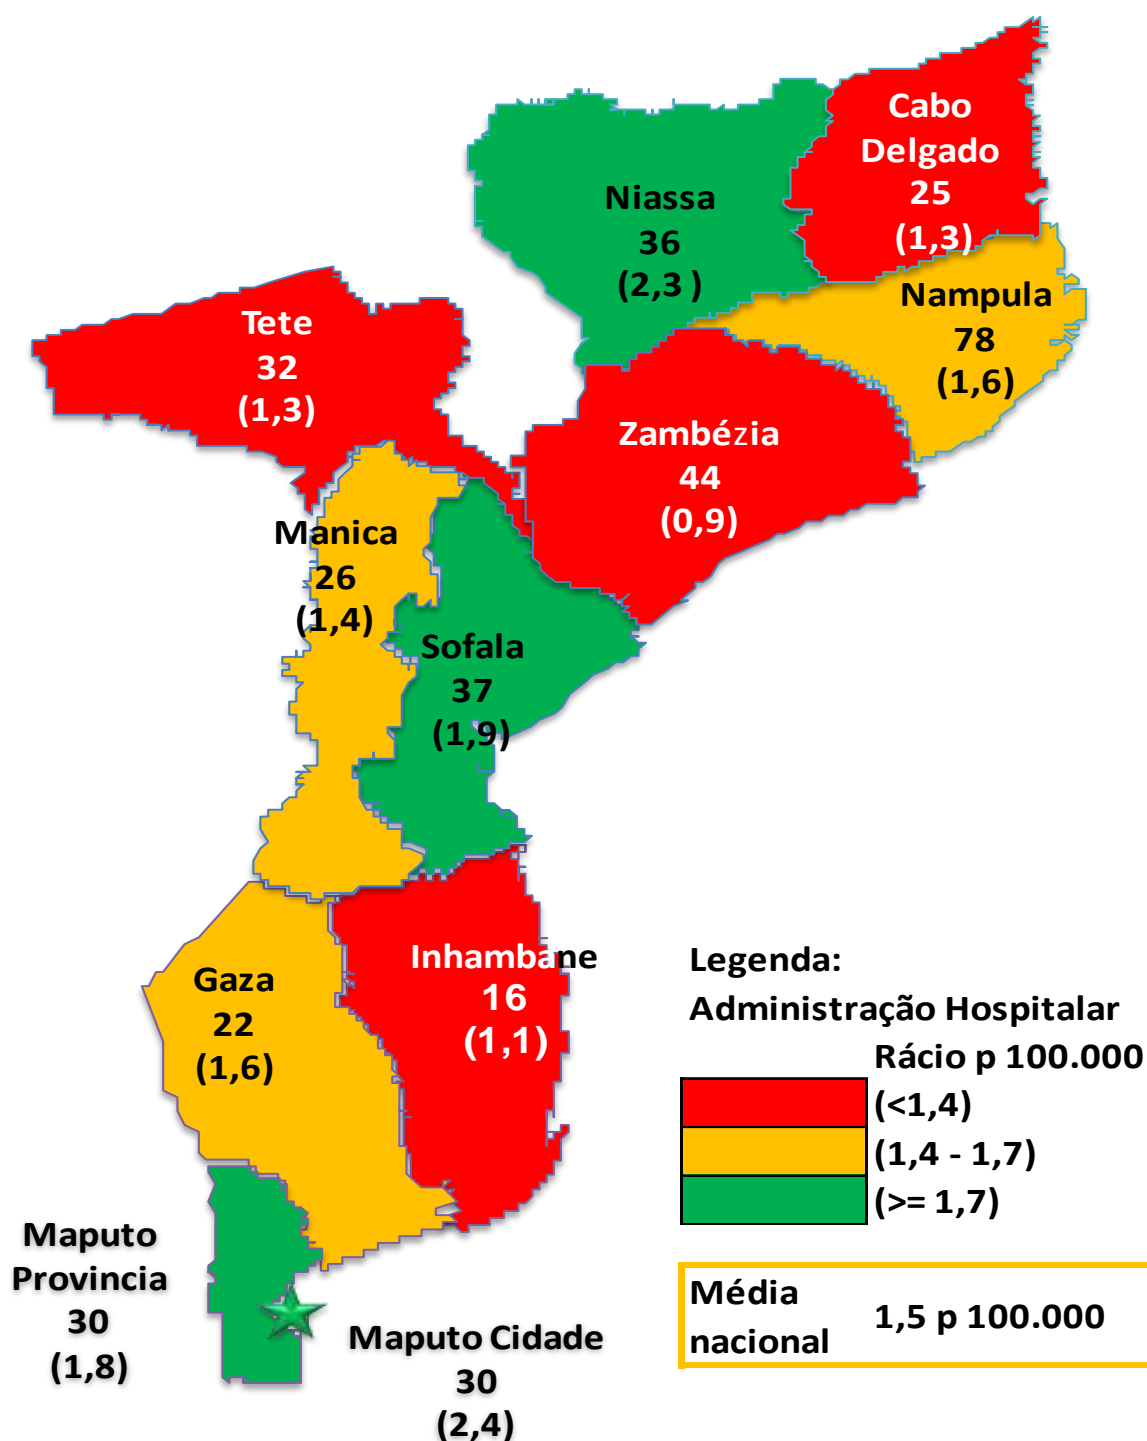 Cabo
Delgado
25
(1,3)
Niassa
36
(2,3 )
Nampula
78
(1,6)
Tete
32
(1,3)
Zambézia
44
(0,9)
Manica
26
(1,4)
Sofala
37
(1,9)
Inhambane
16
(1,1)
Gaza
22
(1,6)
Maputo
Provincia
30
(1,8)
Maputo Cidade
30
(2,4)
Legenda:
Administração Hospitalar
Rácio p 100.000
(<1,4)
(1,4 - 1,7)
(>= 1,7)
Média
nacional
1,5 p 100.000